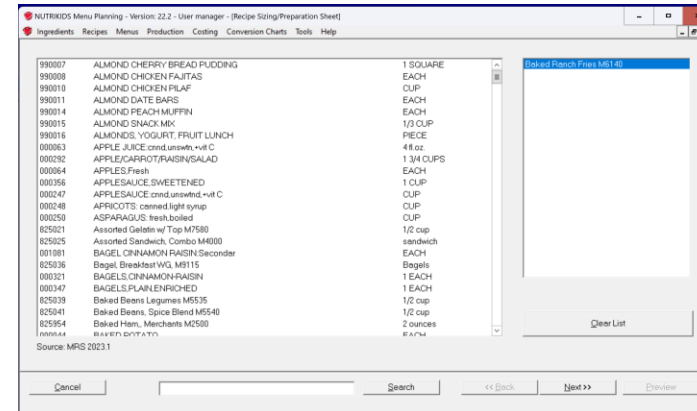 NUTRIKIDS Menu Planning - Version: 22.2 - User manager - [Recipe Sizing/Preparation Sheet]
Ingredients Recipes Menus Production Costing Conversion Charts Tools Help
990007 ALMOND CHERRY BREAD PUDDING 1 SQUARE
990008 ALMOND CHICKEN FAJITAS EACH
990010 ALMOND CHICKEN PILAF CUP
990011 ALMOND DATE BARS EACH
990014 ALMOND PEACH MUFFIN EACH
990015 ALMOND SNACK MIX 1/3 CUP
990016 ALMONDS, YOGURT, FRUIT LUNCH PIECE
000063 APPLE JUICE:cnnd,unswtn,+vit C 4 fl.oz.
000292 APPLE/CARROT/RAISIN/SALAD 1 3/4 CUPS
000064 APPLES,Fresh EACH
000356 APPLESAUCE,SWEETENED 1 CUP
000247 APPLESAUCE:cnnd,unswtnd,+vit C CUP
000248 APRICOTS: canned,light syrup CUP
000250 ASPARAGUS: fresh,boiled CUP
825021 Assorted Gelatin w/ Top M7580 1/2 cup
825025 Assorted Sandwich, Combo M4000 sandwich
001081 BAGEL CINNAMON RAISIN:Seconder EACH
825036 Bagel, Breakfast WG, M9115 Bagels
000321 BAGELS,CINNAMON-RAISIN 1 EACH
000347 BAGELS,PLAIN,ENRICHED 1 EACH
825039 Baked Beans Legumes M5535 1/2 cup
825041 Baked Beans, Spice Blend M5540 1/2 cup
825954 Baked Ham,, Merchants M2500 2 ounces
000044 BAKED POTATO EACH
Baked Ranch Fries M6140
Clear List
Source: MRS 2023.1
Cancel Search << Back Next >> Preview